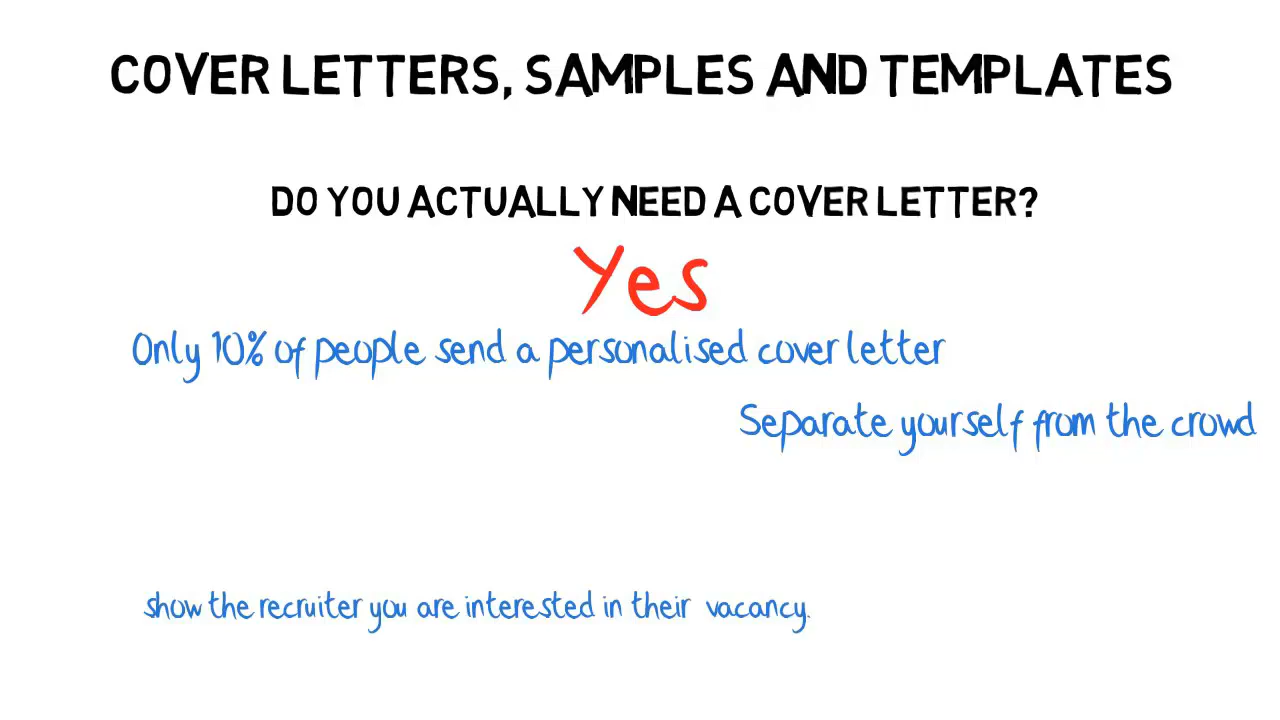 COVER LETTERS, SAMPLES AND TEMPLATES
DO YOU ACTUALLY NEED A COVER LETTER?
Yes
Only 10% of people send a personalised cover letter
Separate yourself from the crowd
show the recruiter you are interested in their vacancy.